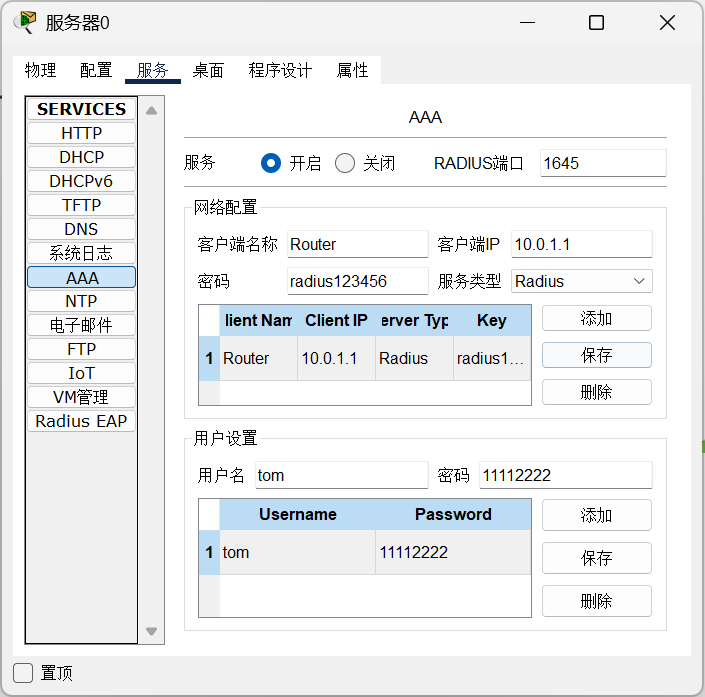 服务器0
物理 配置 服务 桌面 程序设计 属性
SERVICES
HTTP
DHCP
DHCPv6
TFTP
DNS
系统日志
AAA
NTP
电子邮件
FTP
IoT
VM管理
Radius EAP
AAA
服务 开启 关闭 RADIUS端口 1645
网络配置
客户端名称 Router 客户端IP 10.0.1.1
密码 radius123456 服务类型 Radius
lient Nam Client IP erver Typ Key
1 Router 10.0.1.1 Radius radius1...
添加
保存
删除
用户设置
用户名 tom 密码 11112222
Username Password
1 tom 11112222
添加
保存
删除
置顶